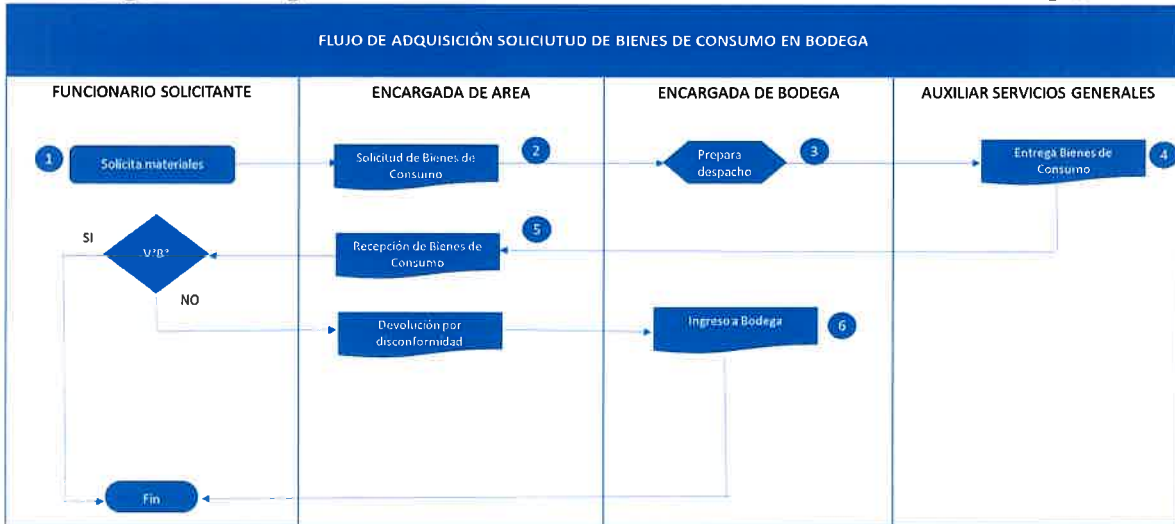 FLUJO DE ADQUISICIÓN SOLICIUTUD DE BIENES DE CONSUMO EN BODEGA
FUNCIONARIO SOLICITANTE
ENCARGADA DE AREA
ENCARGADA DE BODEGA
AUXILIAR SERVICIOS GENERALES
1
Solicita materiales
Solicitud de Bienes de
Consumo
2
Prepara
despacho
3
Entrega Bienes de
Consumo
4
SI
V°B°
Recepción de Bienes de
Consumo
5
NO
Devolución por
disconformidad
Ingreso a Bodega
6
Fin